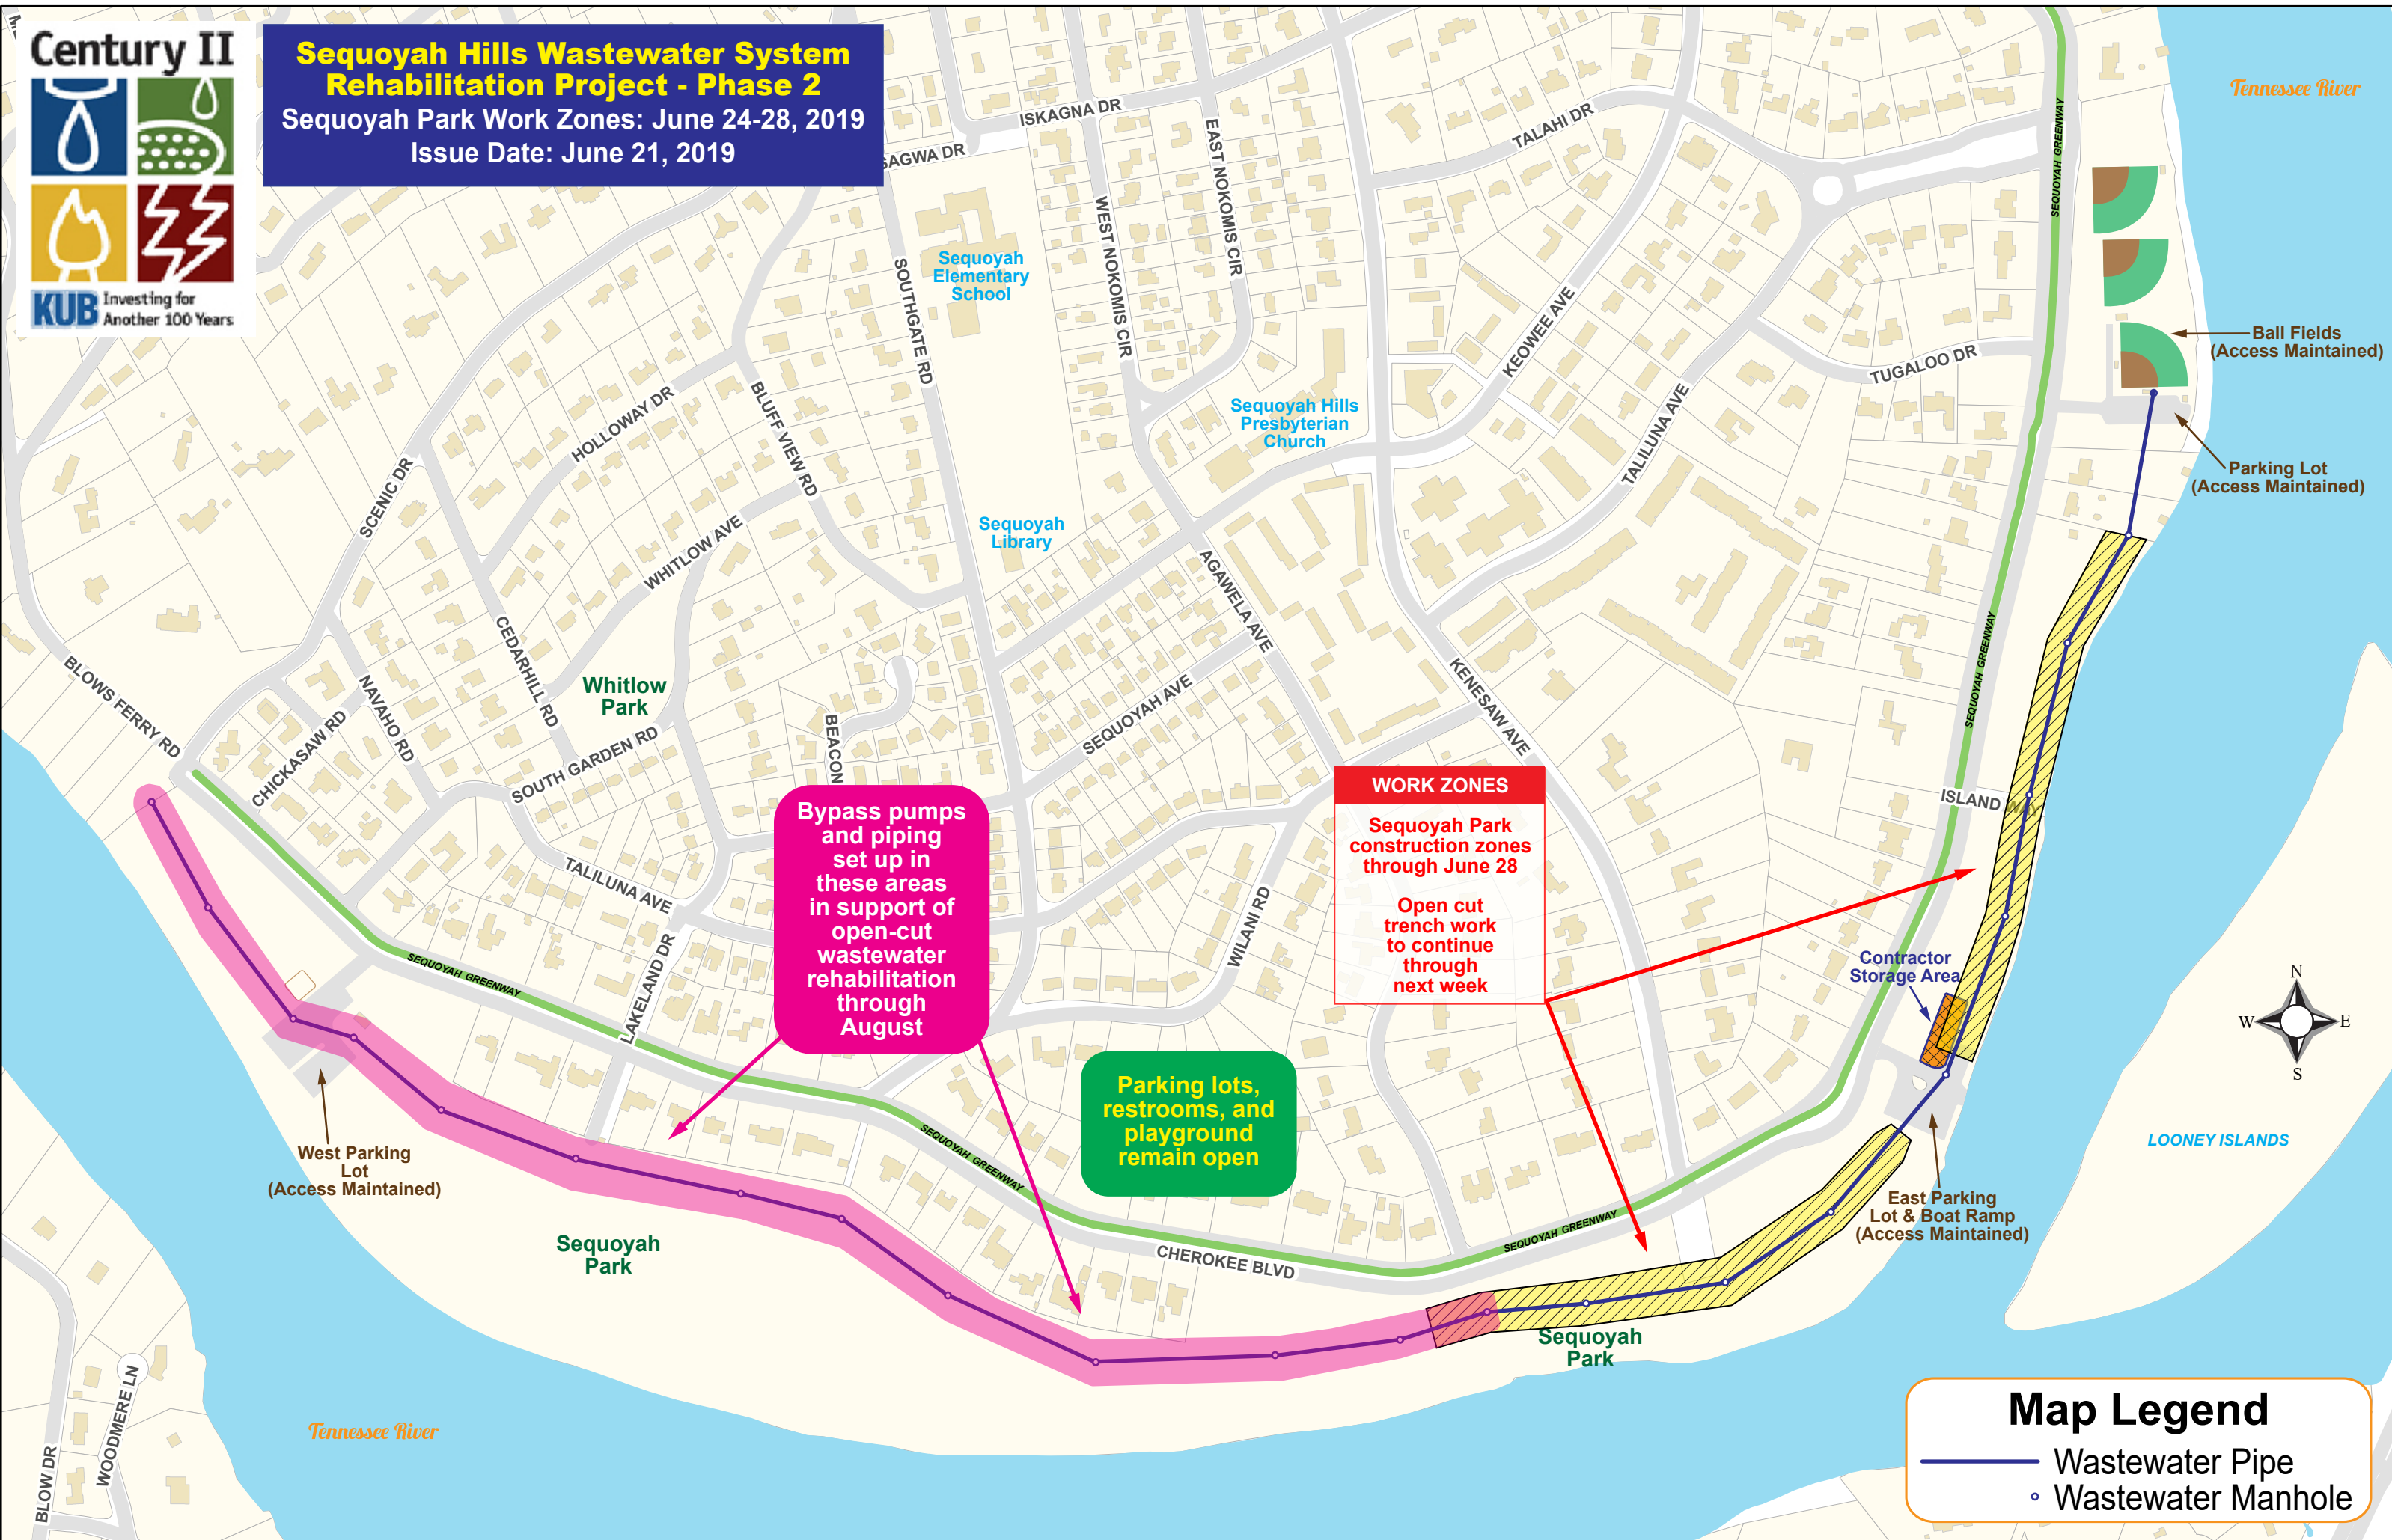 Century II
KUB Investing for
Another 100 Years
Sequoyah Hills Wastewater System
Rehabilitation Project - Phase 2
Sequoyah Park Work Zones: June 24-28, 2019
Issue Date: June 21, 2019
Tennessee River
ISKAGNA DR
SAGWA DR
EAST NOKOMIS CIR
WEST NOKOMIS CIR
TALAHI DR
SEQUOYAH GREENWAY
Sequoyah
Elementary
School
SOUTHGATE RD
KEOWEE AVE
Ball Fields
(Access Maintained)
TUGALOO DR
HOLLOWAY DR
BLUFF VIEW RD
Sequoyah Hills
Presbyterian
Church
TALILUNA AVE
Parking Lot
(Access Maintained)
SCENIC DR
WHITLOW AVE
Sequoyah
Library
AGAWELA AVE
CEDARHILL RD
SEQUOYAH GREENWAY
BLOWS FERRY RD
NAVAHO RD
CHICKASAW RD
Whitlow
Park
SOUTH GARDEN RD
BEACON
SEQUOYAH AVE
KENESAW AVE
ISLAND WAY
Bypass pumps
and piping
set up in
these areas
in support of
open-cut
wastewater
rehabilitation
through
August
WORK ZONES
Sequoyah Park
construction zones
through June 28
Open cut
trench work
to continue
through
next week
TALILUNA AVE
WILANI RD
LAKELAND DR
SEQUOYAH GREENWAY
Contractor
Storage Area
N
W
E
S
Parking lots,
restrooms, and
playground
remain open
West Parking
Lot
(Access Maintained)
SEQUOYAH GREENWAY
LOONEY ISLANDS
East Parking
Lot & Boat Ramp
(Access Maintained)
SEQUOYAH GREENWAY
CHEROKEE BLVD
Sequoyah
Park
Sequoyah
Park
WOODMERE LN
BLOW DR
Tennessee River
Map Legend
Wastewater Pipe
Wastewater Manhole